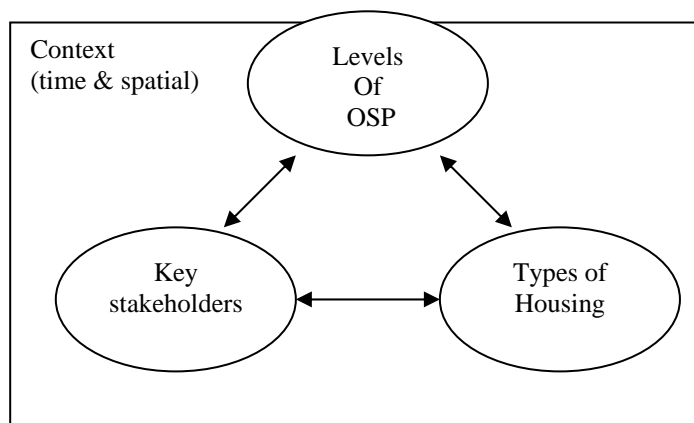 Context
(time & spatial)
Levels
Of
OSP
Key
stakeholders
Types of
Housing